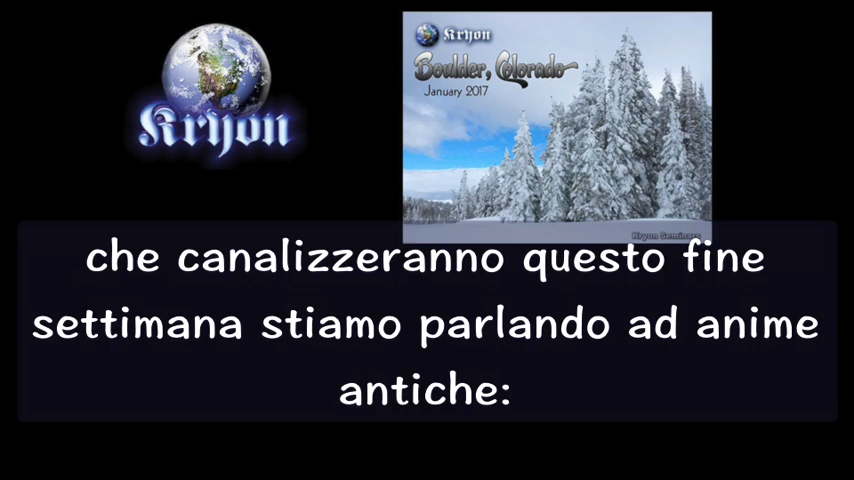 Kryon
Kryon
Boulder, Colorado
January 2017
Kryon Seminars
che canalizzeranno questo fine
settimana stiamo parlando ad anime
antiche: